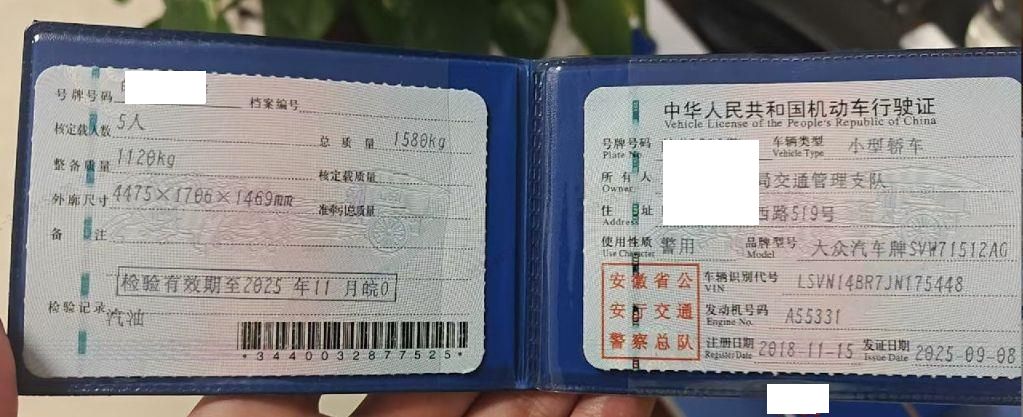 号牌号码
档案编号
核定载人数 5人
总质量 1580kg
整备质量 1120kg
核定载质量
外廓尺寸 4475×1706×1469mm
准牵引总质量
备注
检验有效期至2025 年11 月皖O
检验记录
汽油
*3440032877525*
中华人民共和国机动车行驶证
Vehicle License of the People's Republic of China
号牌号码 车辆类型 小型轿车
Plate No. Vehicle Type
所有人 局交通管理支队
Owner
住址 西路519号
Address
使用性质 警用 品牌型号 大众汽车牌SVW71512AG
Use Character Model
安徽省公
安厅交通
警察总队
车辆识别代号 LSVN14BR7JN175448
VIN
发动机号码 A55331
Engine No.
注册日期 2018-11-15 发证日期 2025-09-08
Register Date Issue Date